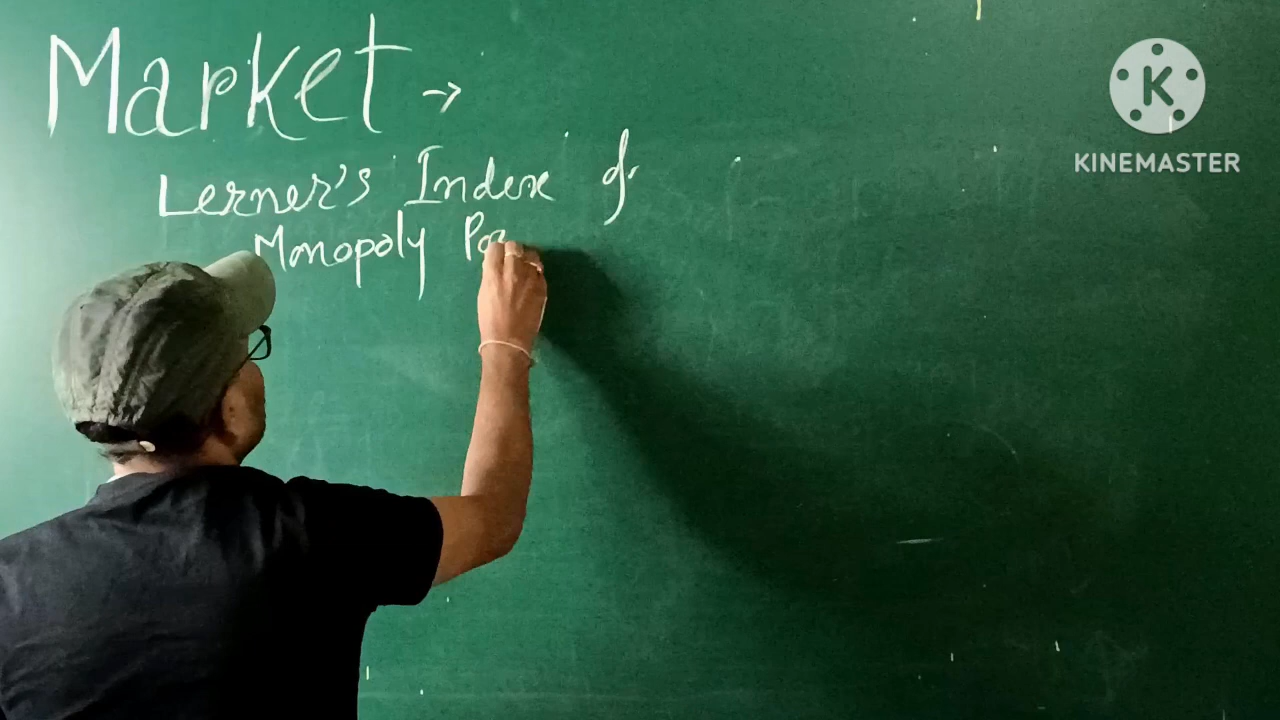 Market →
Lerner's Index of
Monopoly Po
K
KINEMASTER